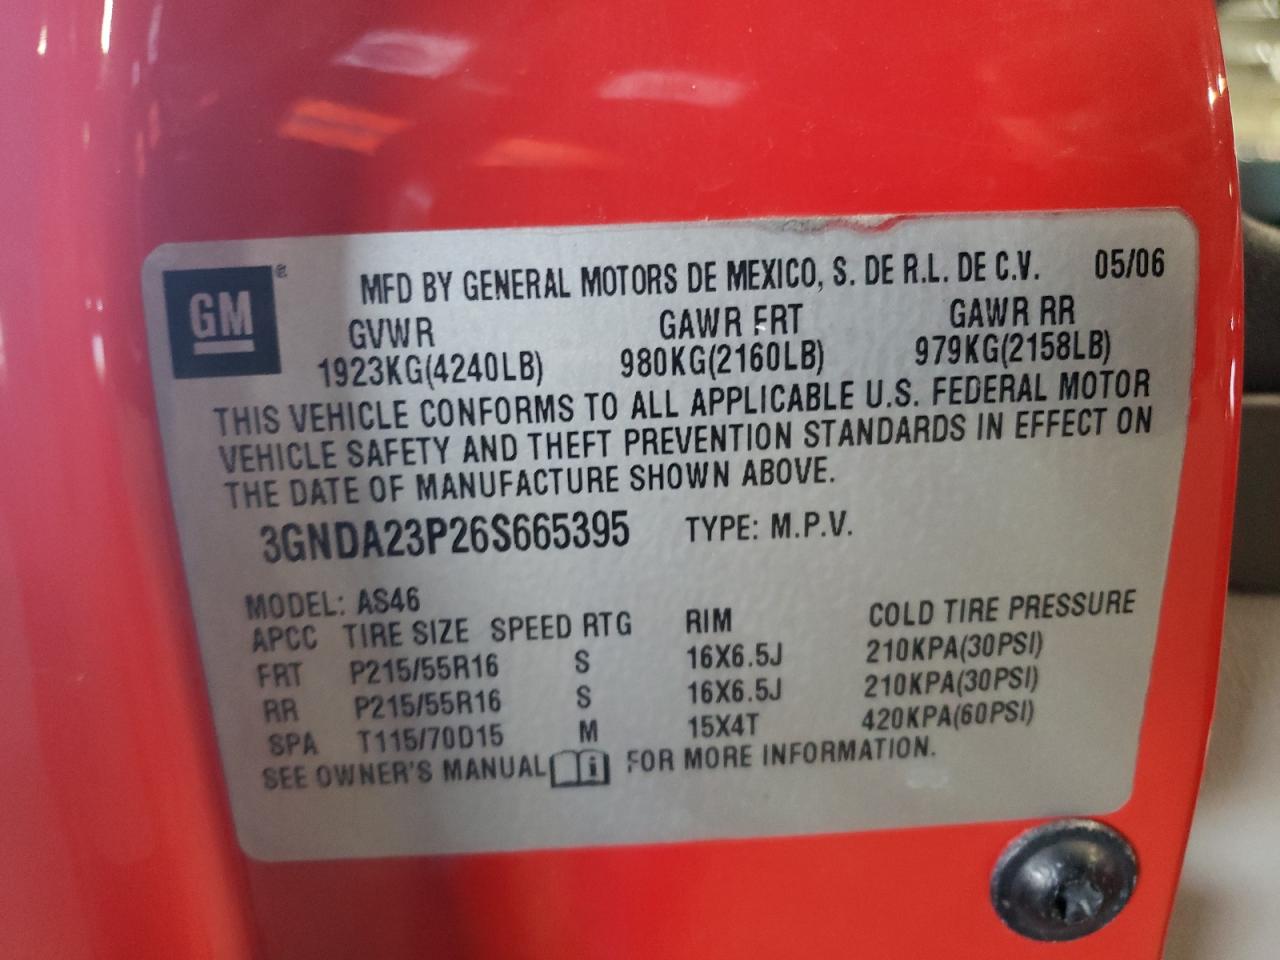 GM®
MFD BY GENERAL MOTORS DE MEXICO, S. DE R.L. DE C.V. 05/06
GVWR GAWR FRT GAWR RR
1923KG(4240LB) 980KG(2160LB) 979KG(2158LB)
THIS VEHICLE CONFORMS TO ALL APPLICABLE U.S. FEDERAL MOTOR
VEHICLE SAFETY AND THEFT PREVENTION STANDARDS IN EFFECT ON
THE DATE OF MANUFACTURE SHOWN ABOVE.
3GNDA23P26S665395 TYPE: M.P.V.
MODEL: AS46
APCC TIRE SIZE SPEED RTG RIM COLD TIRE PRESSURE
FRT P215/55R16 S 16X6.5J 210KPA(30PSI)
RR P215/55R16 S 16X6.5J 210KPA(30PSI)
SPA T115/70D15 M 15X4T 420KPA(60PSI)
SEE OWNER'S MANUAL i FOR MORE INFORMATION.